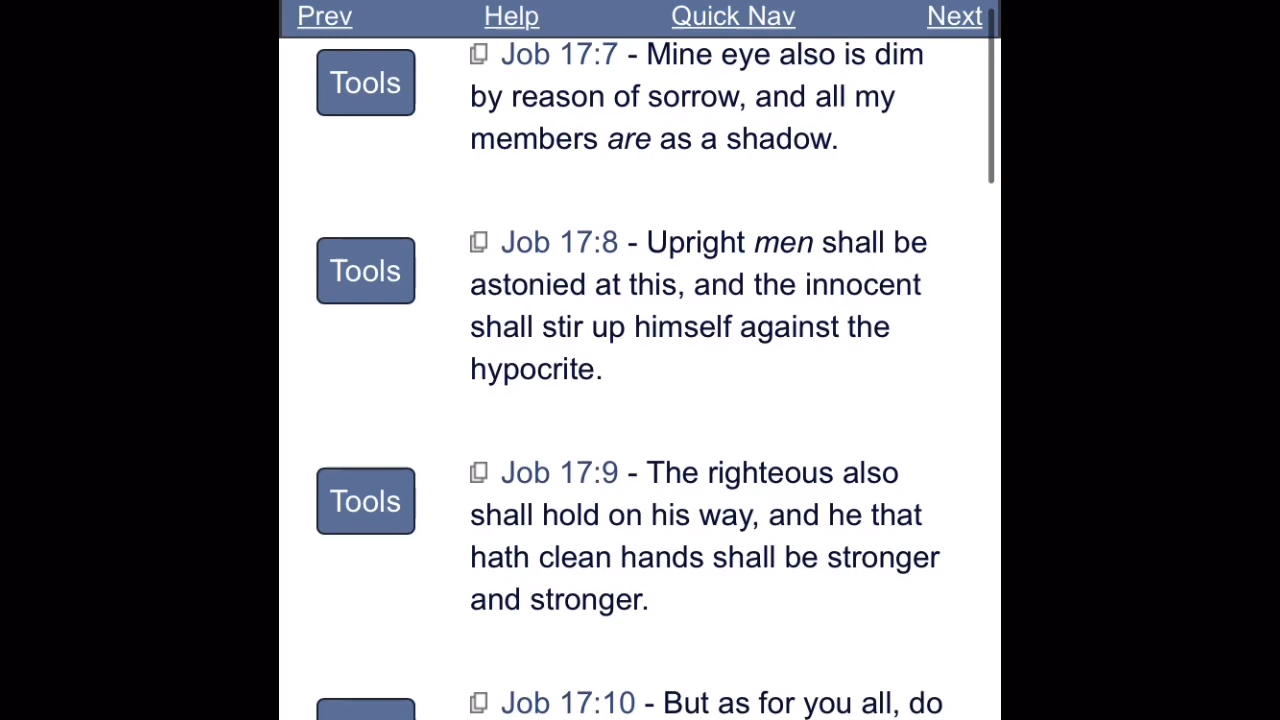 Prev Help Quick Nav Next
Tools
Job 17:7 - Mine eye also is dim
by reason of sorrow, and all my
members are as a shadow.
Tools
Job 17:8 - Upright men shall be
astonied at this, and the innocent
shall stir up himself against the
hypocrite.
Tools
Job 17:9 - The righteous also
shall hold on his way, and he that
hath clean hands shall be stronger
and stronger.
Job 17:10 - But as for you all, do